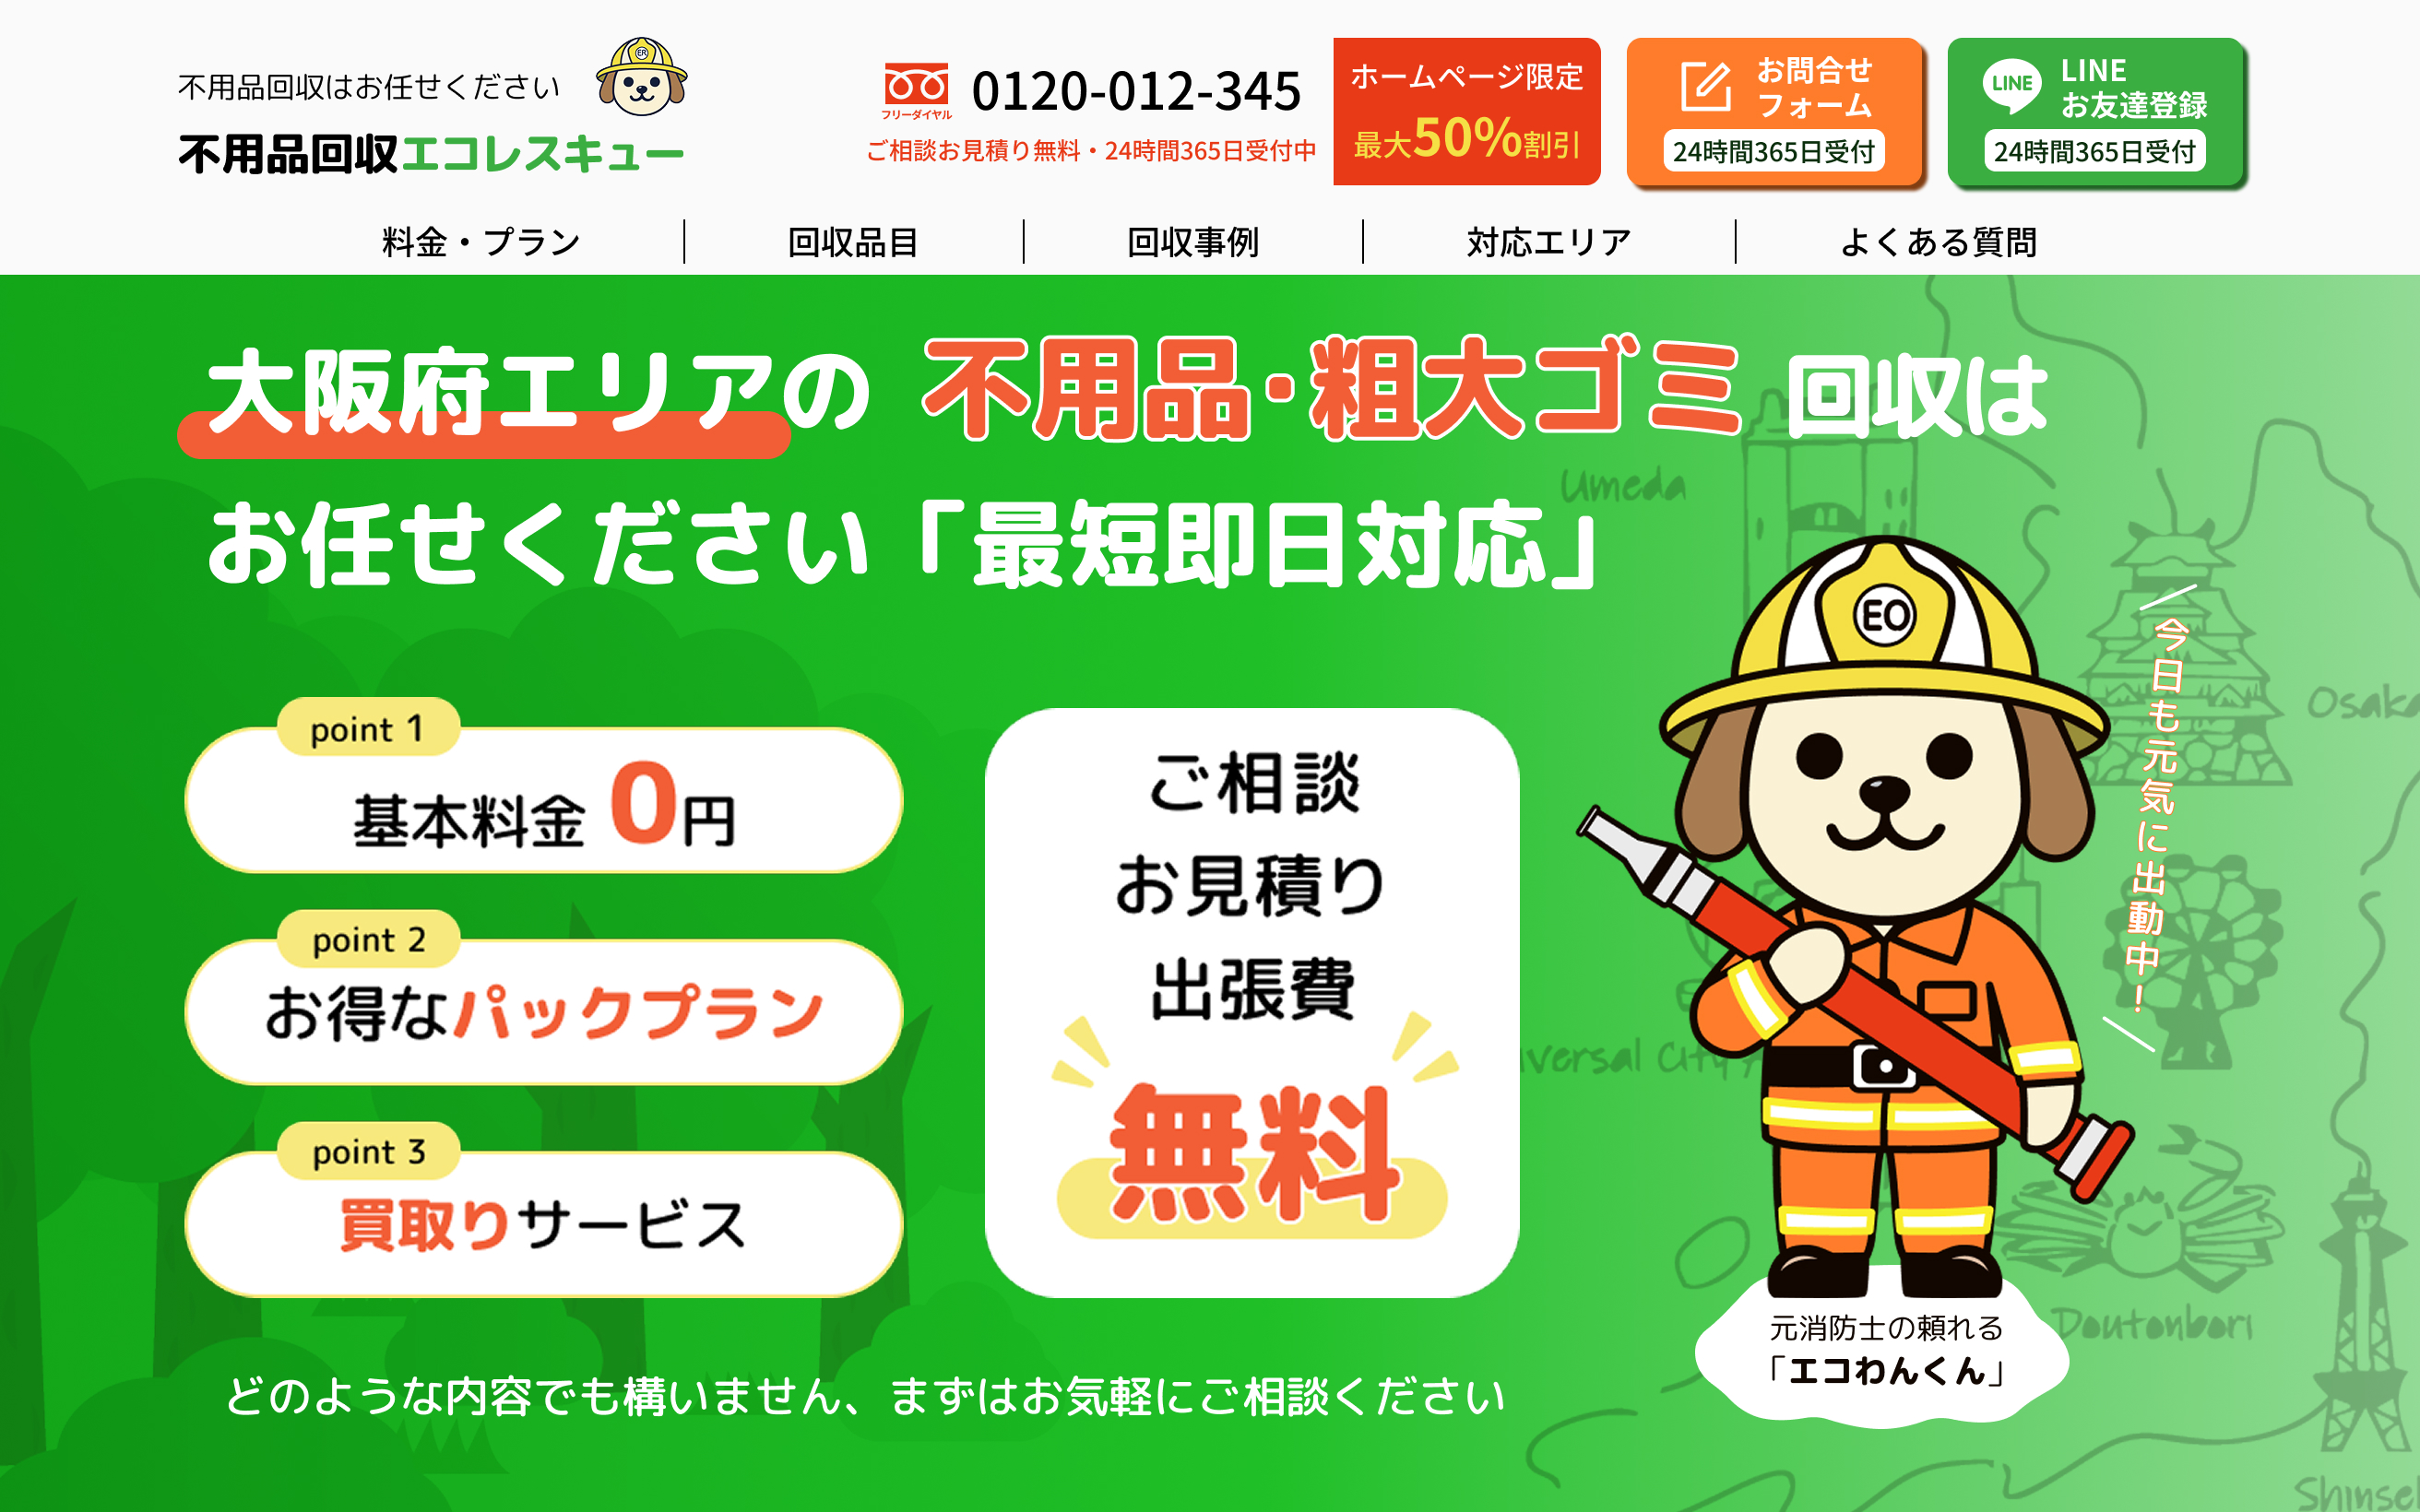 不用品回収はお任せください
ER
不用品回収エコレスキュー
フリーダイヤル
0120-012-345
ご相談お見積り無料・24時間365日受付中
ホームページ限定
最大50%割引
お問合せ
フォーム
24時間365日受付
LINE
LINE
お友達登録
24時間365日受付
料金・プラン
回収品目
回収事例
対応エリア
よくある質問
大阪府エリアの 不用品・粗大ゴミ 回収は
お任せください「最短即日対応」
Umeda
point 1
基本料金 0円
point 2
お得なパックプラン
point 3
買取りサービス
ご相談
お見積り
出張費
無料
EO
今日も元気に出動中!
City
Doutonbori
元消防士の頼れる
「エコわんくん」
どのような内容でも構いません、まずはお気軽にご相談ください